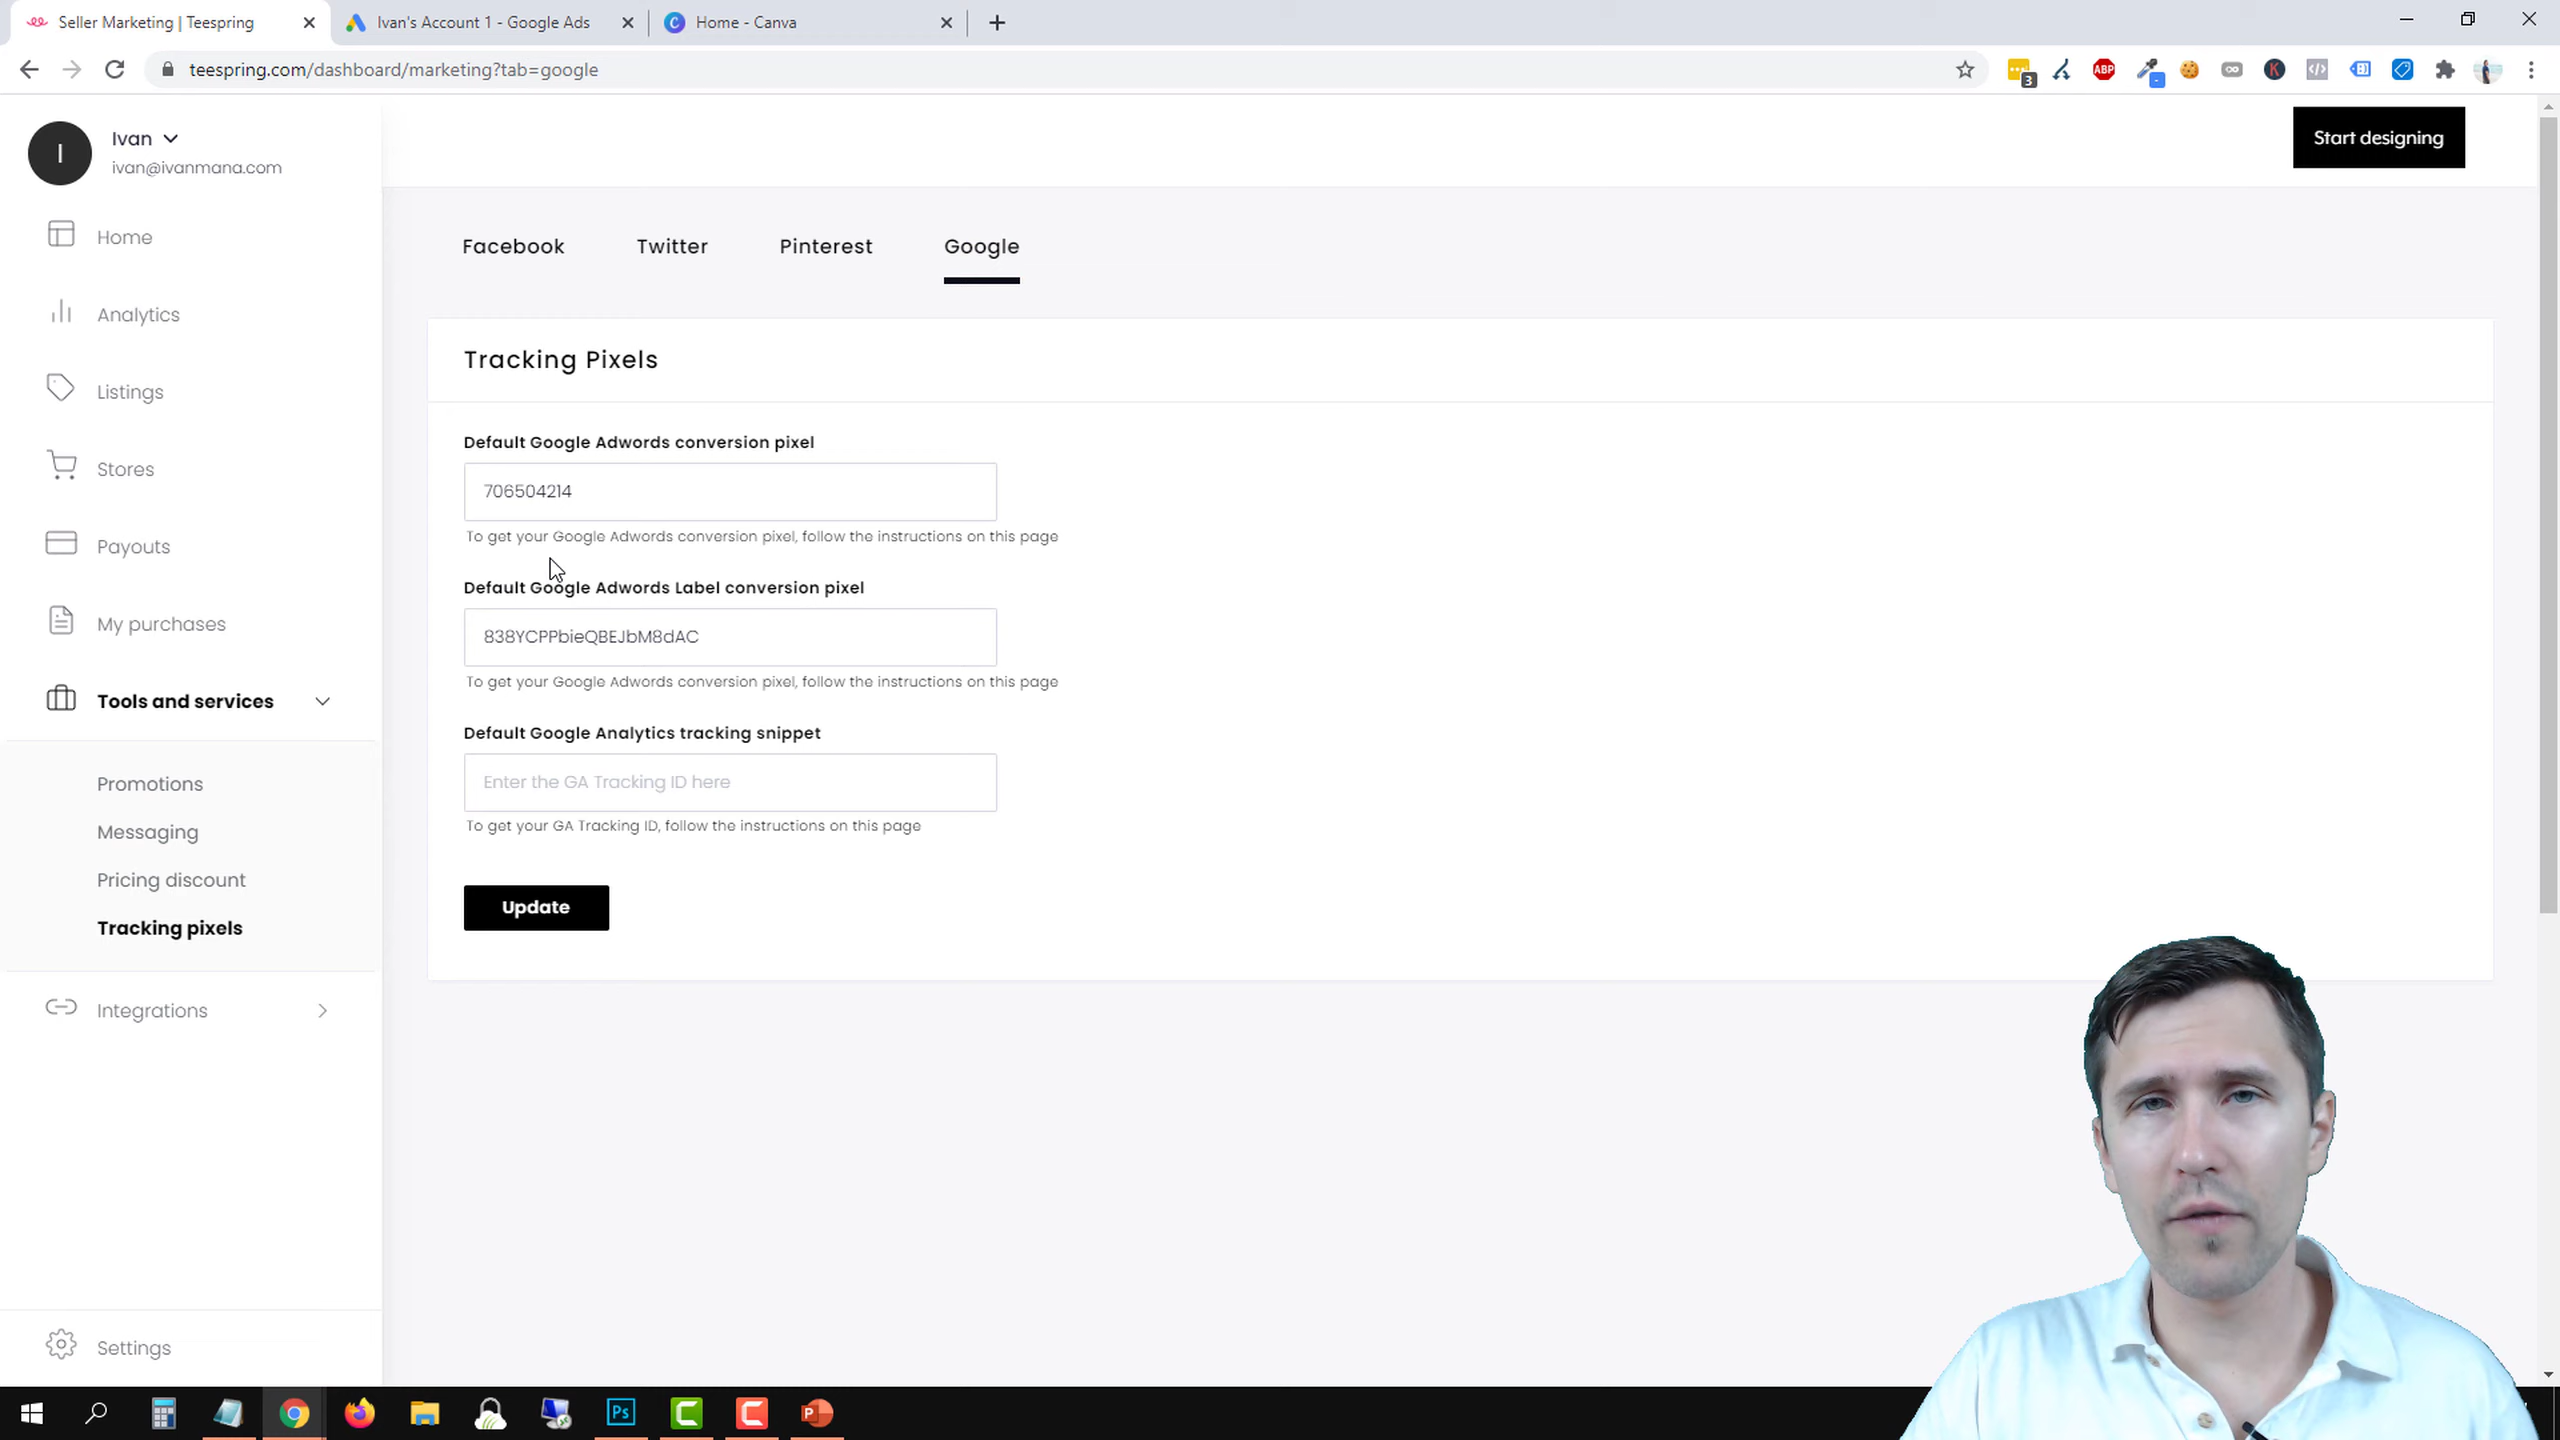 Seller Marketing | Teespring
Ivan's Account 1 - Google Ads
Home - Canva
teespring.com/dashboard/marketing?tab=google
3
ABP
K
I
Ivan
ivan@ivanmana.com
Start designing
Home
Analytics
Listings
Stores
Payouts
My purchases
Tools and services
Promotions
Messaging
Pricing discount
Tracking pixels
Integrations
Settings
Facebook
Twitter
Pinterest
Google
Tracking Pixels
Default Google Adwords conversion pixel
706504214
To get your Google Adwords conversion pixel, follow the instructions on this page
Default Google Adwords Label conversion pixel
838YCPPbieQBEJbM8dAC
To get your Google Adwords conversion pixel, follow the instructions on this page
Default Google Analytics tracking snippet
Enter the GA Tracking ID here
To get your GA Tracking ID, follow the instructions on this page
Update
Ps
C
C
P